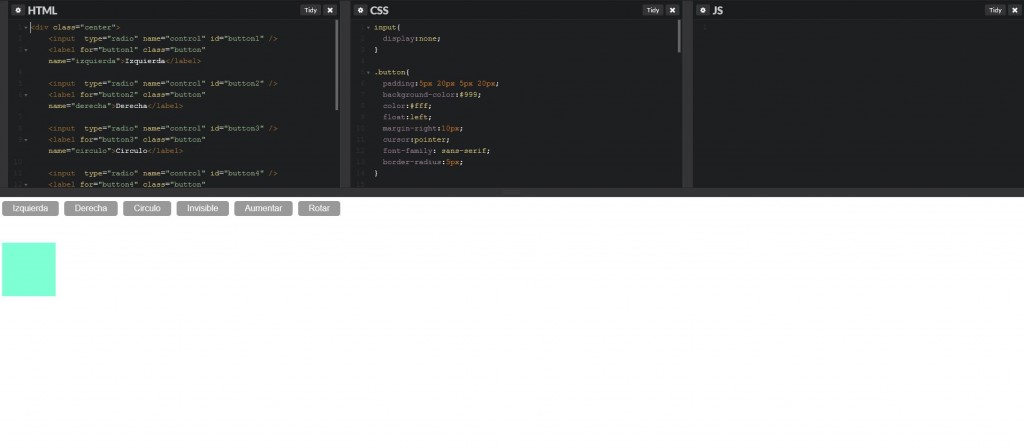 HTML
Tidy
<div class="center">
<input  type="radio" name="control" id="button1" />
<label for="button1" class="button"
name="izquierda">Izquierda</label>
<input  type="radio" name="control" id="button2" />
<label for="button2" class="button"
name="derecha">Derecha</label>
<input  type="radio" name="control" id="button3" />
<label for="button3" class="button"
name="circulo">Circulo</label>
<input  type="radio" name="control" id="button4" />
<label for="button4" class="button"
CSS
Tidy
input{
display:none;
}
.button{
padding:5px 20px 5px 20px;
background-color:#999;
color:#fff;
float:left;
margin-right:10px;
cursor:pointer;
font-family: sans-serif;
border-radius:5px;
}
JS
Tidy
Izquierda Derecha Circulo Invisible Aumentar Rotar